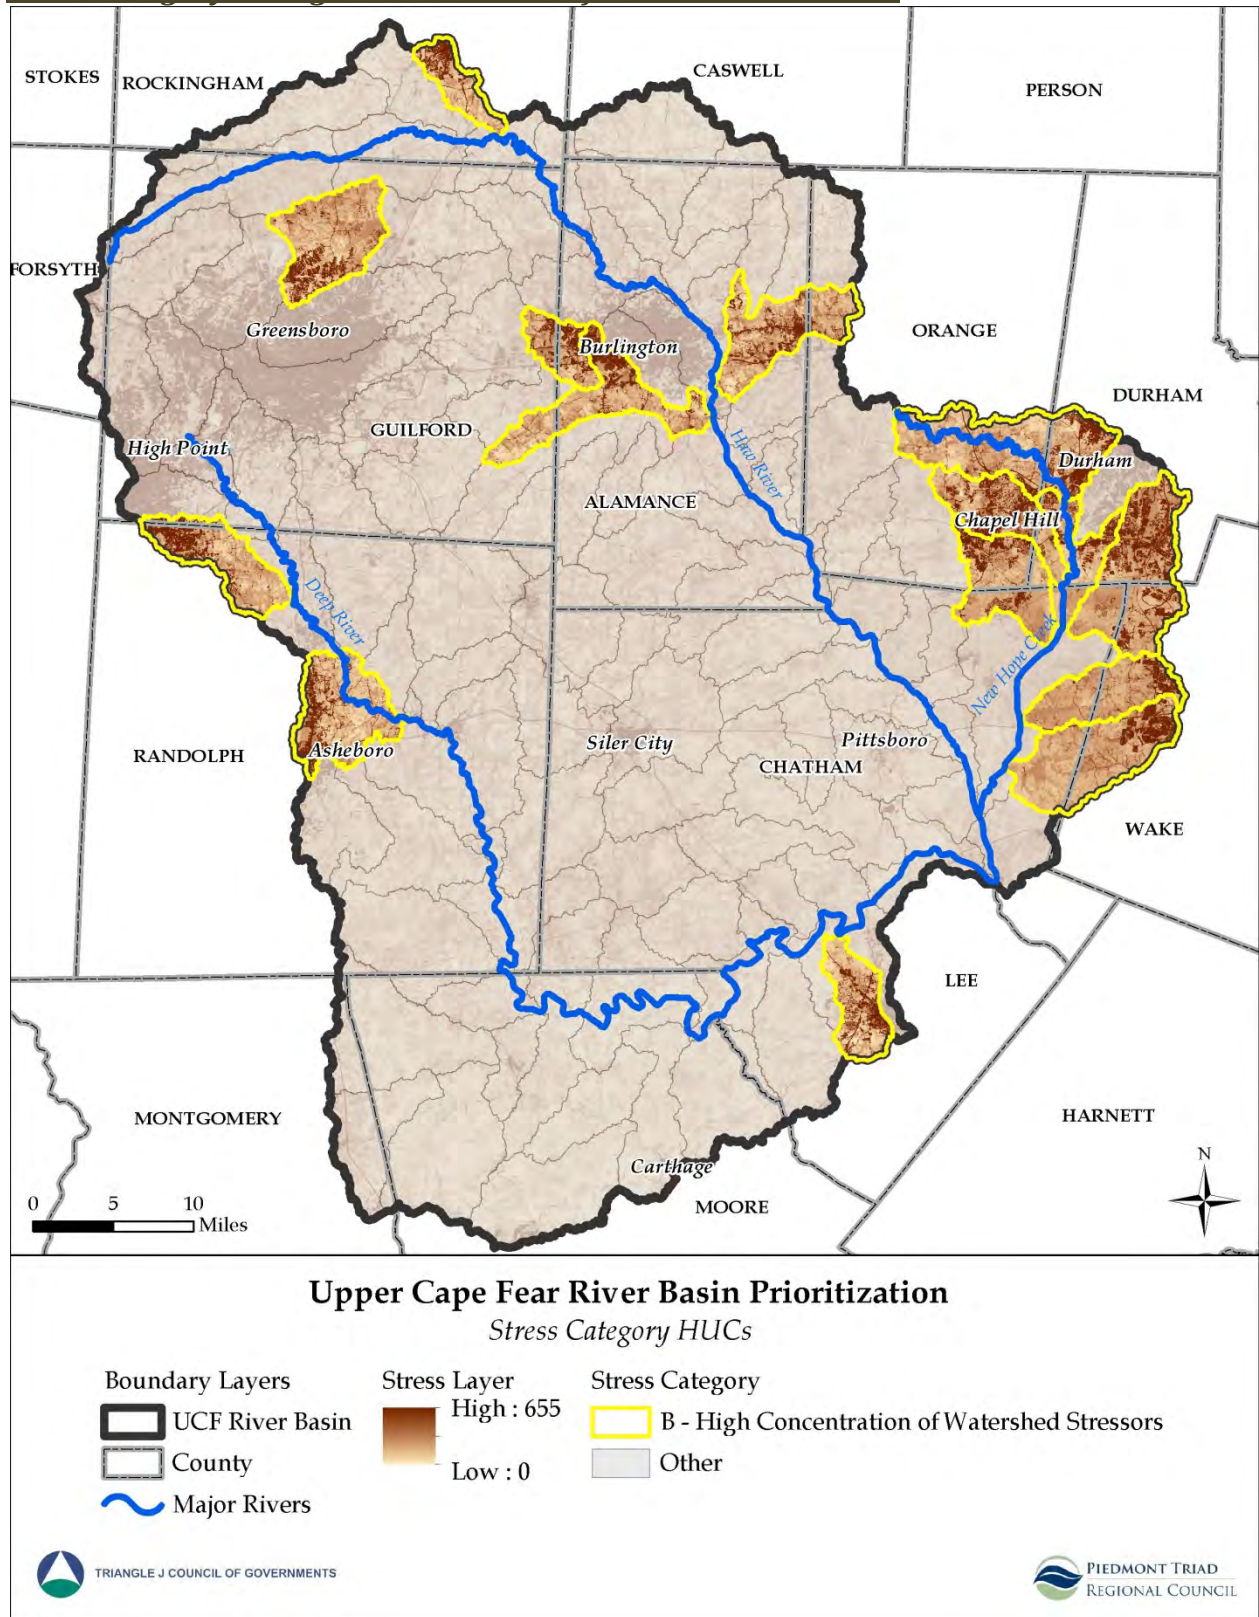 STOKES
ROCKINGHAM
CASWELL
PERSON
FORSYTH
Greensboro
Burlington
ORANGE
DURHAM
GUILFORD
High Point
Haw River
Durham
ALAMANCE
Chapel Hill
Deep River
New Hope Creek
RANDOLPH
Asheboro
Siler City
Pittsboro
CHATHAM
WAKE
LEE
MONTGOMERY
HARNETT
Carthage
MOORE
N
0 5 10
Miles
Upper Cape Fear River Basin Prioritization
Stress Category HUCs
Boundary Layers
UCF River Basin
County
Major Rivers
Stress Layer
High : 655
Low : 0
Stress Category
B - High Concentration of Watershed Stressors
Other
TRIANGLE J COUNCIL OF GOVERNMENTS
PIEDMONT TRIAD
REGIONAL COUNCIL